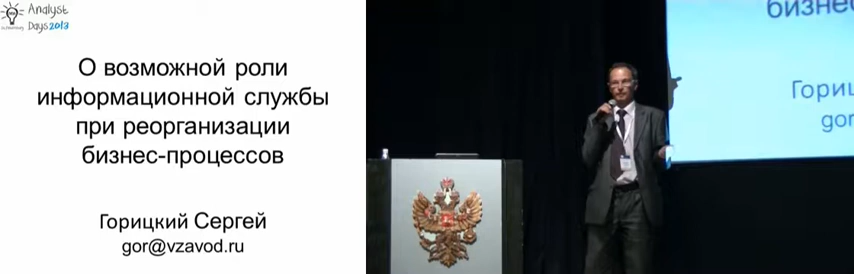 Analyst
Days 2013
О возможной роли
информационной службы
при реорганизации
бизнес-процессов
Горицкий Сергей
gor@vzavod.ru
бизнес
Гориц
gor